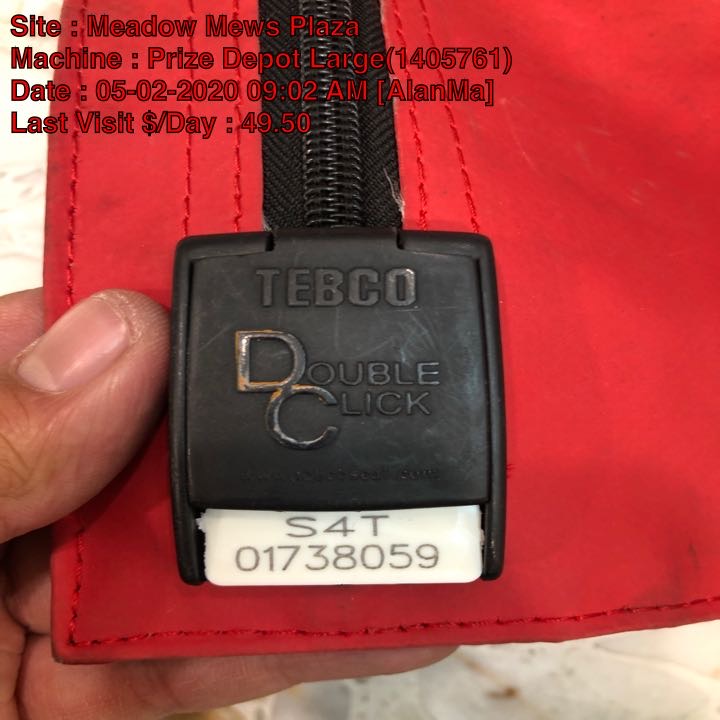 Site : Meadow Mews Plaza
Machine : Prize Depot Large(1405761)
Date : 05-02-2020 09:02 AM [AlanMa]
Last Visit $/Day : 49.50
TEBCO
DOUBLE
CLICK
S4T
01738059